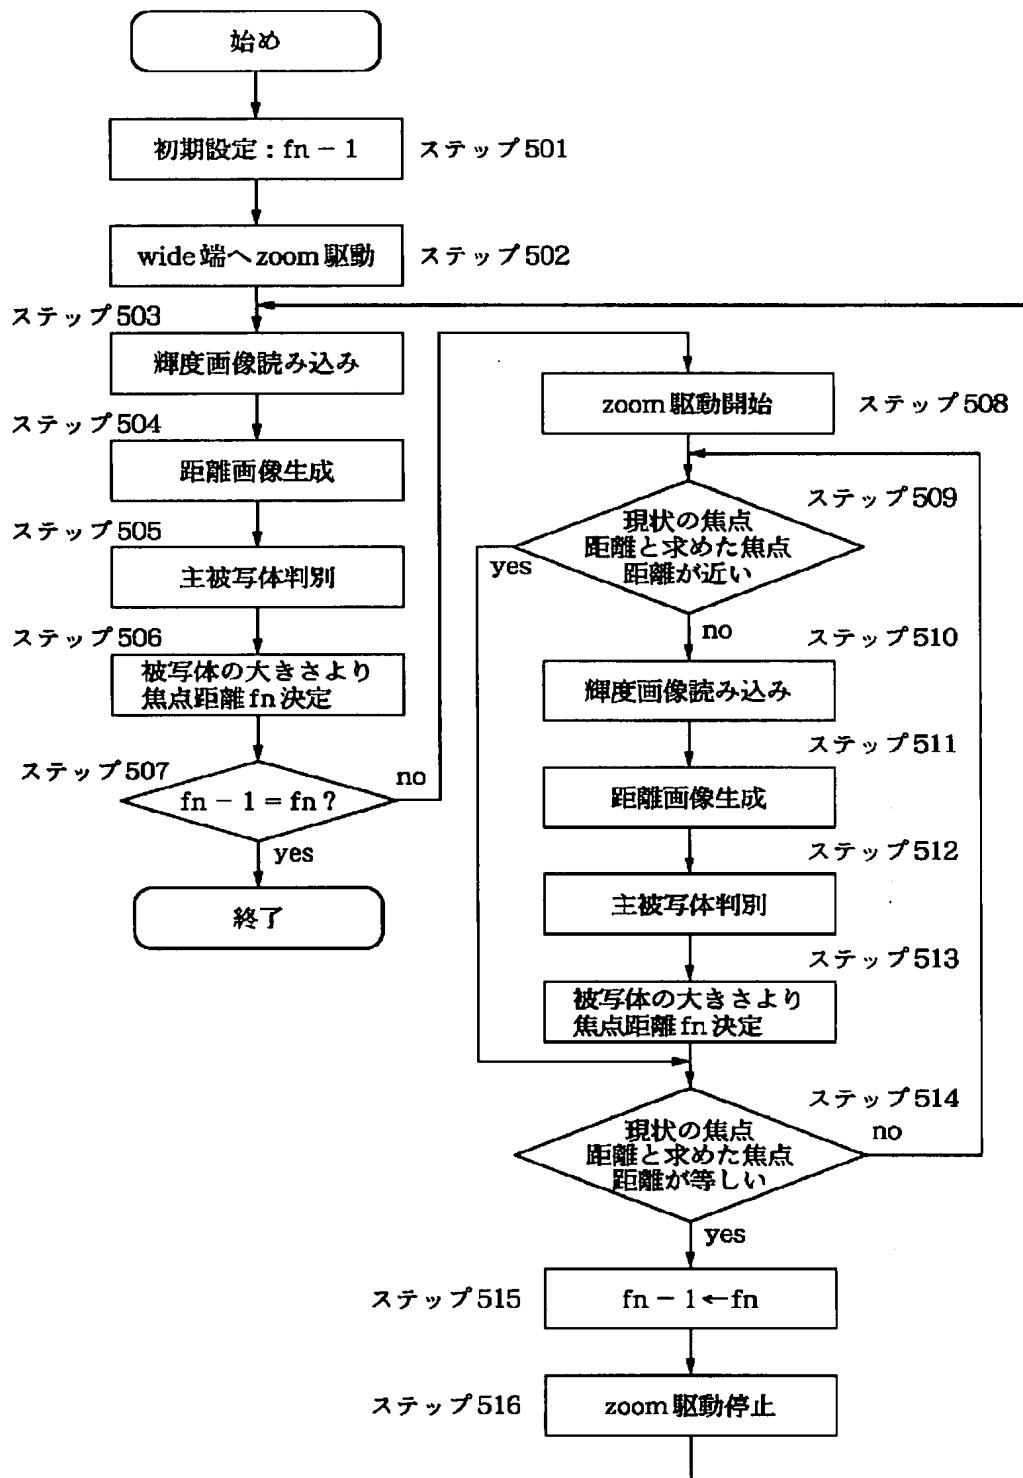 始め
初期設定：fn－1
ステップ501
wide端へzoom駆動
ステップ502
ステップ503
輝度画像読み込み
ステップ504
距離画像生成
ステップ505
主被写体判別
ステップ506
被写体の大きさより
焦点距離fn決定
ステップ507
fn－1＝fn？
no
yes
終了
zoom駆動開始
ステップ508
ステップ509
現状の焦点
距離と求めた焦点
距離が近い
yes
no
ステップ510
輝度画像読み込み
ステップ511
距離画像生成
ステップ512
主被写体判別
ステップ513
被写体の大きさより
焦点距離fn決定
ステップ514
現状の焦点
距離と求めた焦点
距離が等しい
no
yes
ステップ515
fn－1←fn
ステップ516
zoom駆動停止